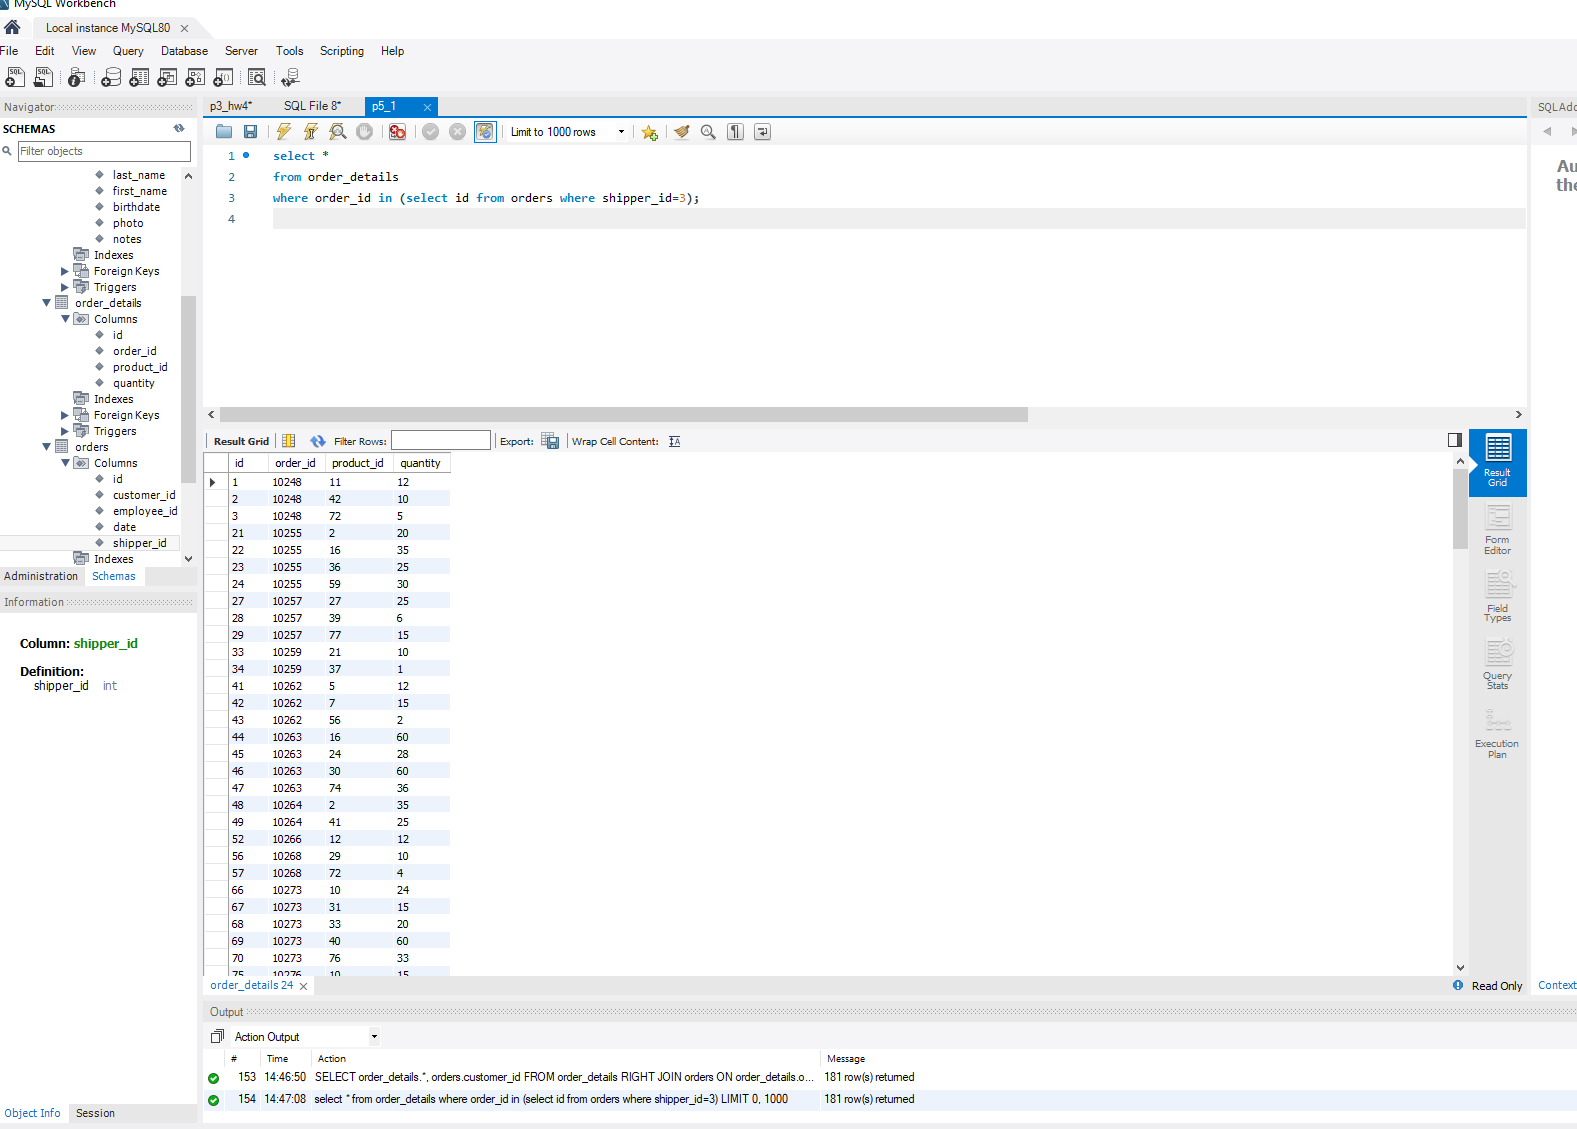 MySQL Workbench
Local instance MySQL80
File Edit View Query Database Server Tools Scripting Help
Navigator
SCHEMAS
Filter objects
last_name
first_name
birthdate
photo
notes
Indexes
Foreign Keys
Triggers
order_details
Columns
id
order_id
product_id
quantity
Indexes
Foreign Keys
Triggers
orders
Columns
id
customer_id
employee_id
date
shipper_id
Indexes
Administration Schemas
Information
Column: shipper_id
Definition:
shipper_id int
Object Info Session
p3_hw4* SQL File 8* p5_1
Limit to 1000 rows
1 select *
2 from order_details
3 where order_id in (select id from orders where shipper_id=3);
4
Result Grid Filter Rows: Export: Wrap Cell Content:
id order_id product_id quantity
1 10248 11 12
2 10248 42 10
3 10248 72 5
21 10255 2 20
22 10255 16 35
23 10255 36 25
24 10255 59 30
27 10257 27 25
28 10257 39 6
29 10257 77 15
33 10259 21 10
34 10259 37 1
41 10262 5 12
42 10262 7 15
43 10262 56 2
44 10263 16 60
45 10263 24 28
46 10263 30 60
47 10263 74 36
48 10264 2 35
49 10264 41 25
52 10266 12 12
56 10268 29 10
57 10268 72 4
66 10273 10 24
67 10273 31 15
68 10273 33 20
69 10273 40 60
70 10273 76 33
75 10276 10 15
Result
Grid
Form
Editor
Field
Types
Query
Stats
Execution
Plan
order_details 24
Read Only
Output
Action Output
# Time Action Message
153 14:46:50 SELECT order_details.*, orders.customer_id FROM order_details RIGHT JOIN orders ON order_details.o... 181 row(s) returned
154 14:47:08 select * from order_details where order_id in (select id from orders where shipper_id=3) LIMIT 0, 1000 181 row(s) returned
SQLAdd
Au
the
Context